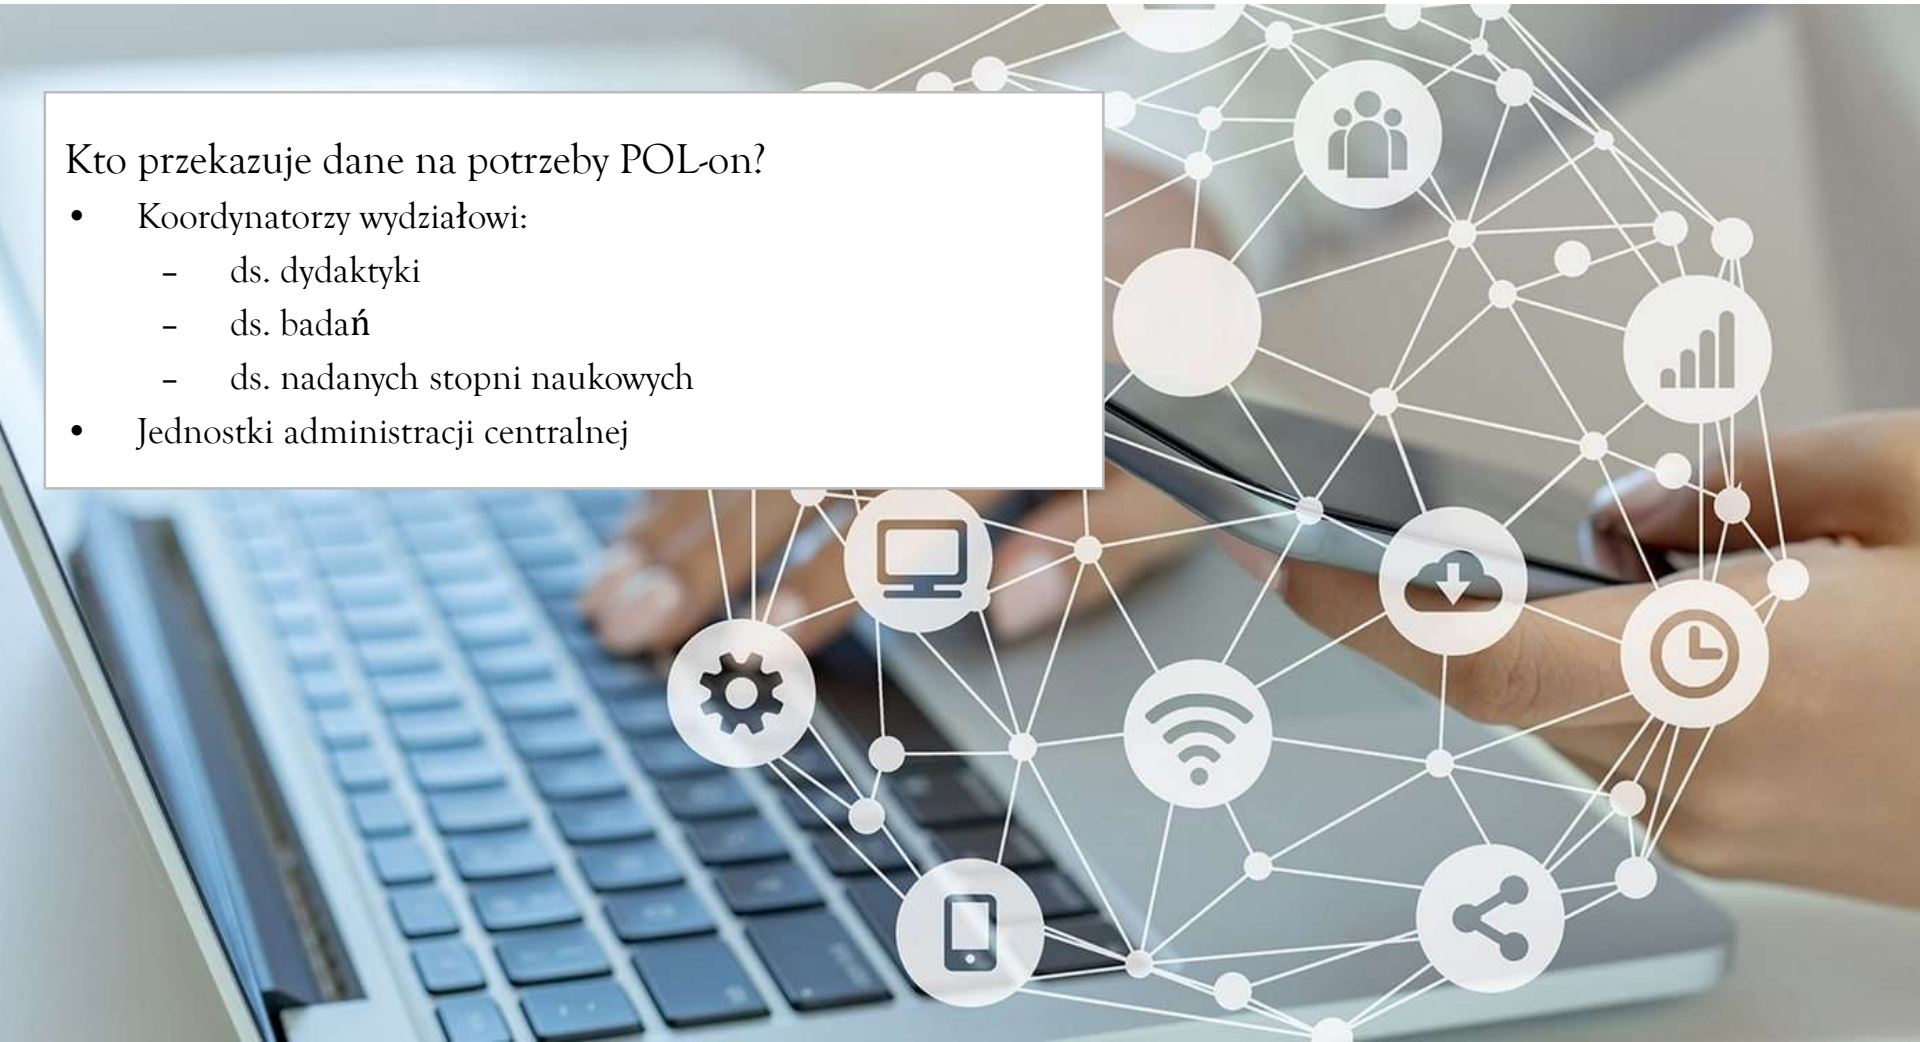 Kto przekazuje dane na potrzeby POL-on?
• Koordynatorzy wydziałowi:
– ds. dydaktyki
– ds. badań
– ds. nadanych stopni naukowych
• Jednostki administracji centralnej